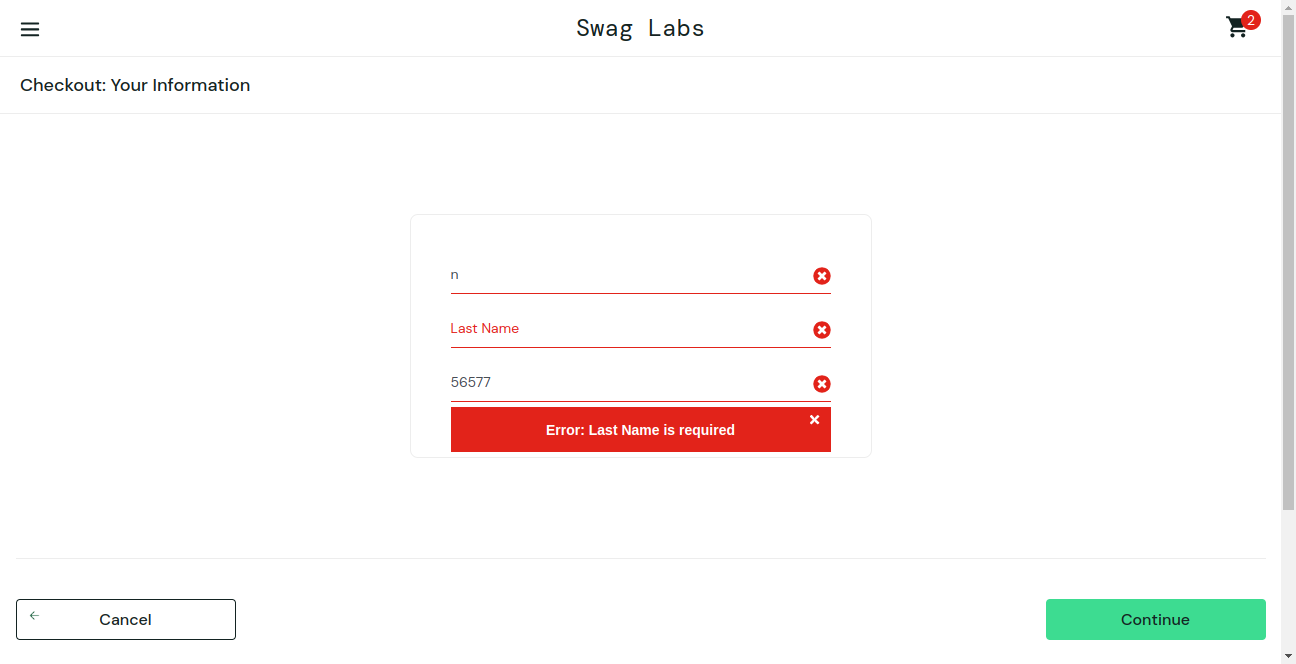 Swag Labs
2
Checkout: Your Information
n
Last Name
56577
Error: Last Name is required
Cancel
Continue